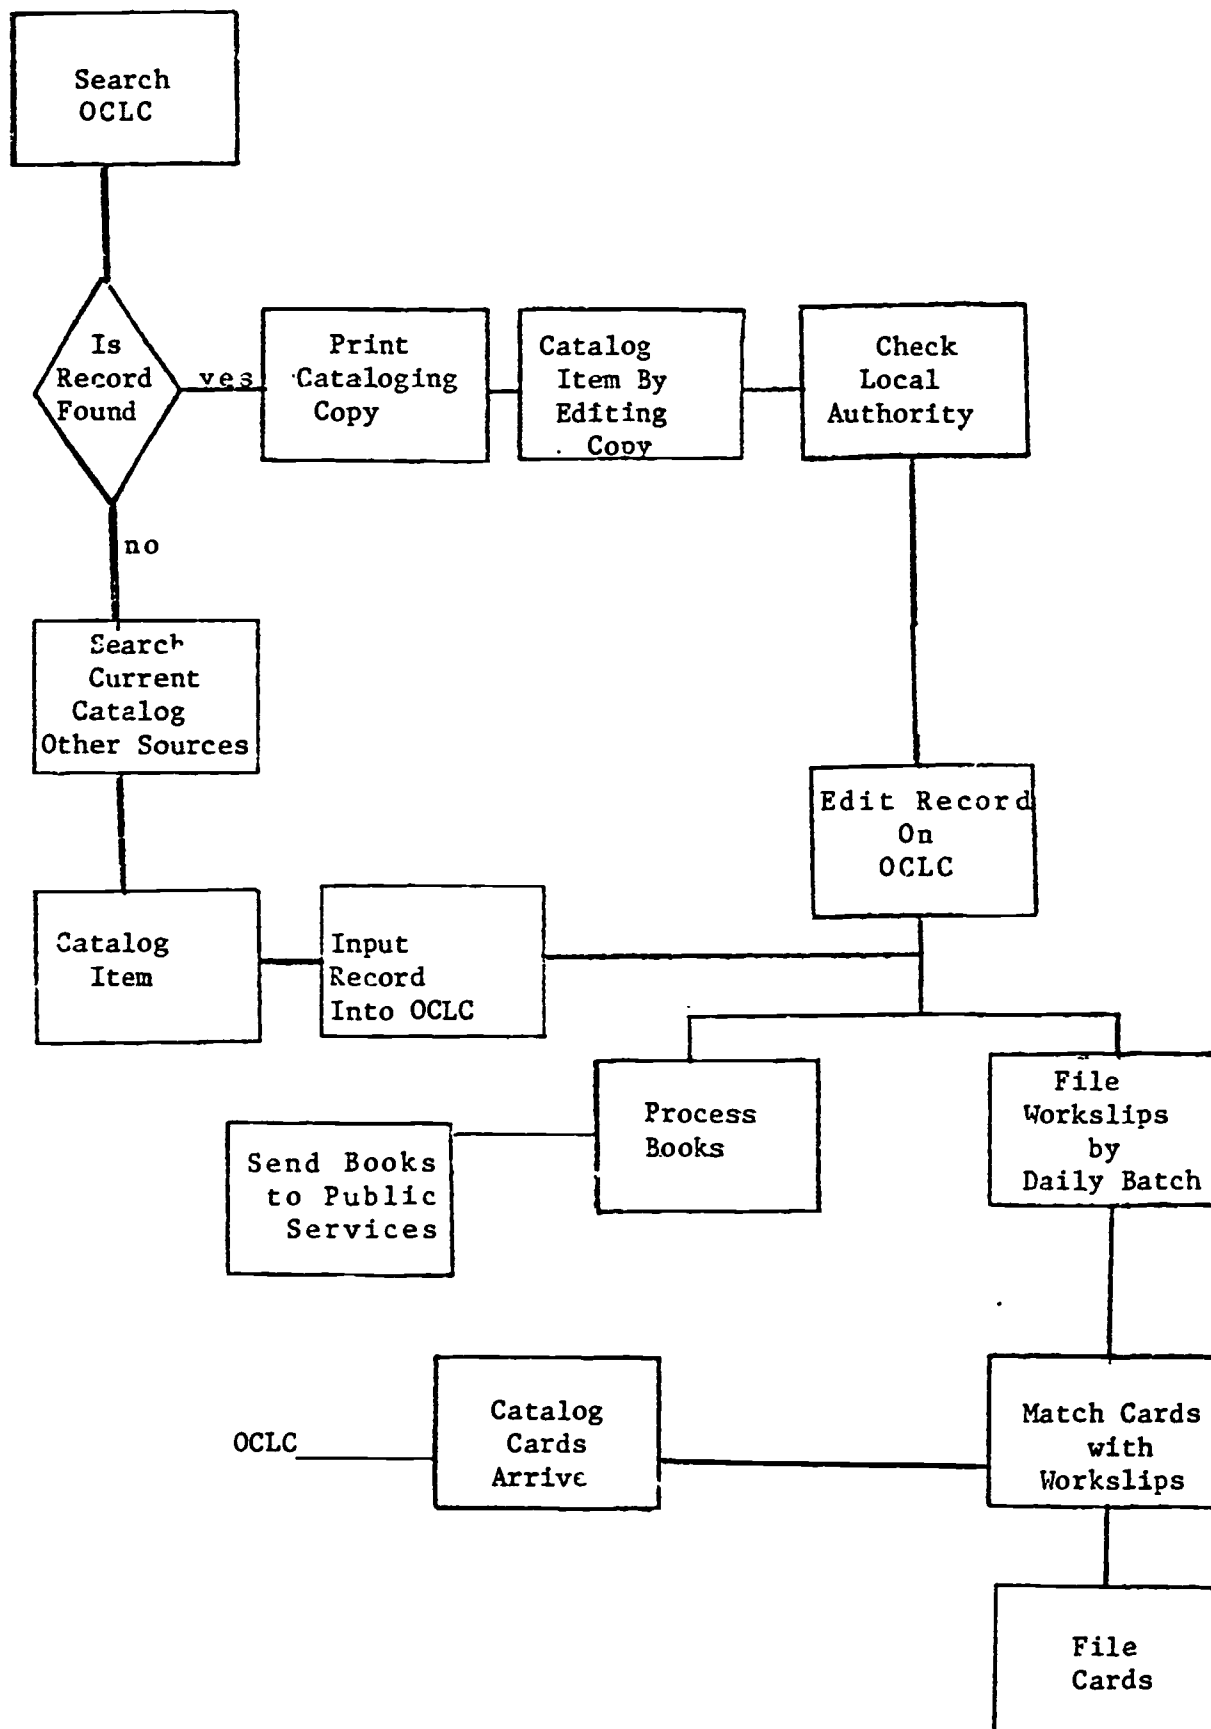 Search
OCLC
Is
Record
Found
yes
Print
Cataloging
Copy
Catalog
Item By
Editing
Copy
Check
Local
Authority
no
Search
Current
Catalog
Other Sources
Edit Record
On
OCLC
Catalog
Item
Input
Record
Into OCLC
Process
Books
File
Workslips
by
Daily Batch
Send Books
to Public
Services
OCLC
Catalog
Cards
Arrive
Match Cards
with
Workslips
File
Cards